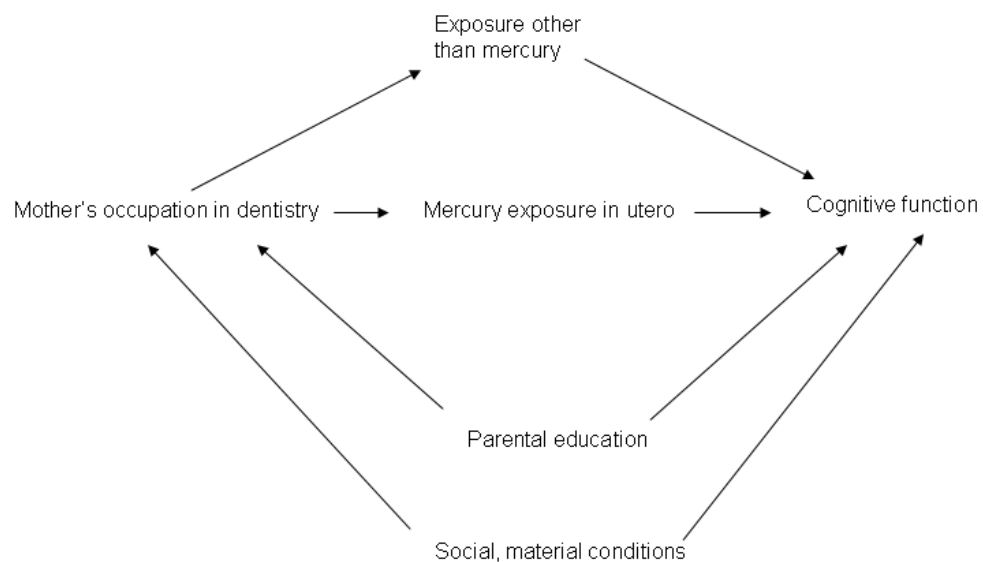 Exposure other
than mercury
Mother's occupation in dentistry
Mercury exposure in utero
Cognitive function
Parental education
Social, material conditions